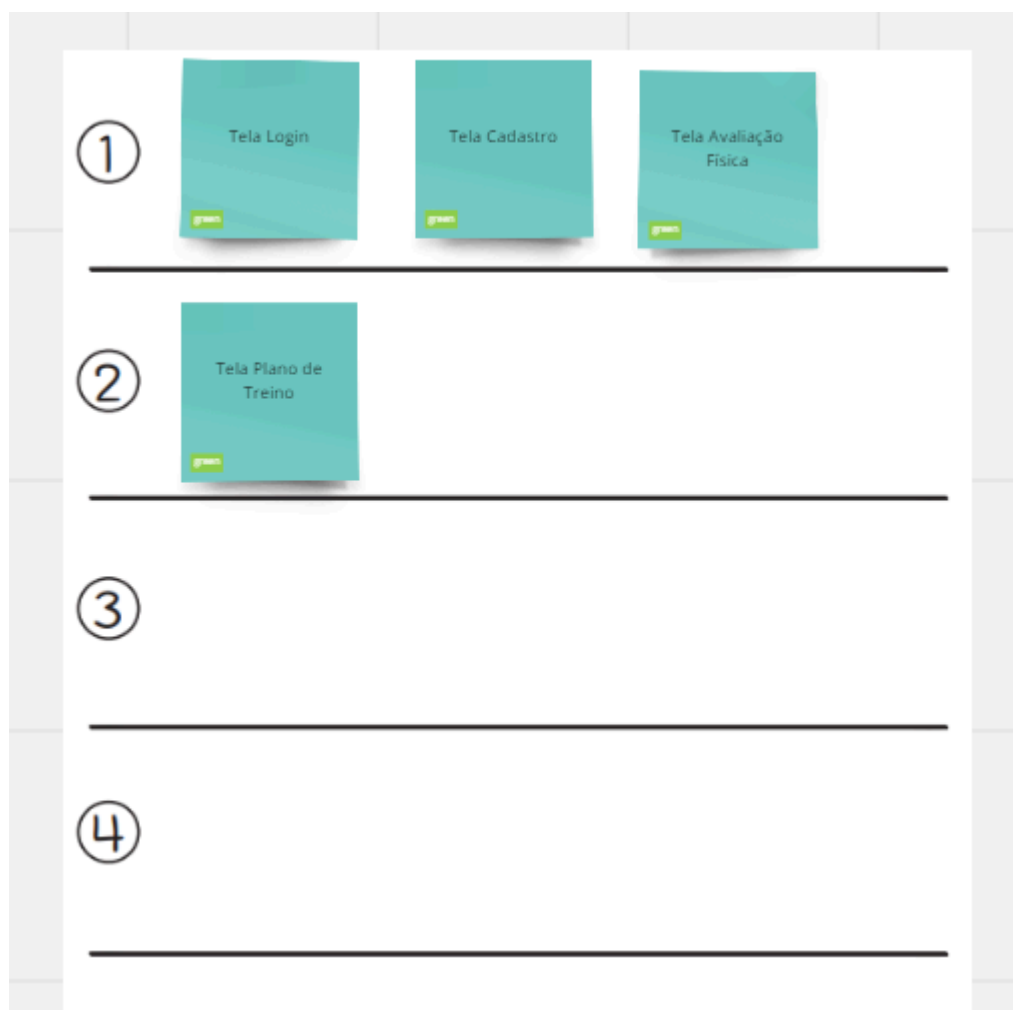 1
Tela Login
green
Tela Cadastro
green
Tela Avaliação
Física
green
2
Tela Plano de
Treino
green
3
4